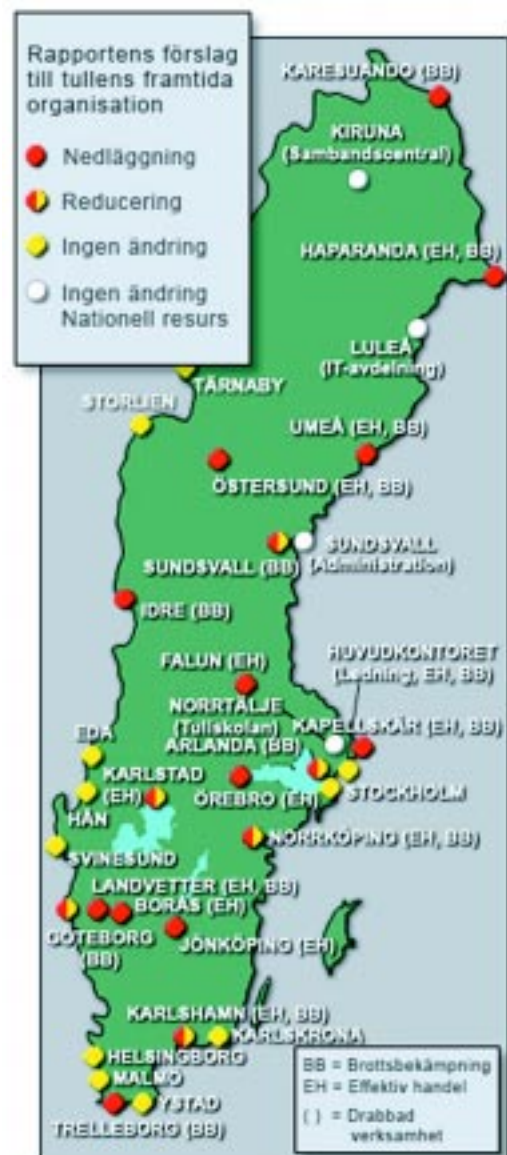 Rapportens förslag
till tullens framtida
organisation
Nedläggning
Reducering
Ingen ändring
Ingen ändring
Nationell resurs
KARESUANDO (BB)
KIRUNA
(Sambandscentral)
HAPARANDA (EH, BB)
LULEÅ
(IT-avdelning)
TÄRNABY
STORLIEN
UMEÅ (EH, BB)
ÖSTERSUND (EH, BB)
SUNDSVALL (BB)
SUNDSVALL
(Administration)
IDRE (BB)
FALUN (EH)
HUVUDKONTORET
(Ledning, EH, BB)
NORRTÄLJE
(Tullskolan)
KAPELLSKÄR (EH, BB)
ARLANDA (BB)
EDA
KARLSTAD
(EH)
ÖREBRO (EH)
STOCKHOLM
HÅN
NORRKÖPING (EH, BB)
SVINESUND
LANDVETTER (EH, BB)
BORÅS (EH)
GÖTEBORG
(BB)
JÖNKÖPING (EH)
KARLSHAMN (EH, BB)
KARLSKRONA
HELSINGBORG
MALMÖ
YSTAD
TRELLEBORG (BB)
BB = Brottsbekämpning
EH = Effektiv handel
( ) = Drabbad
verksamhet